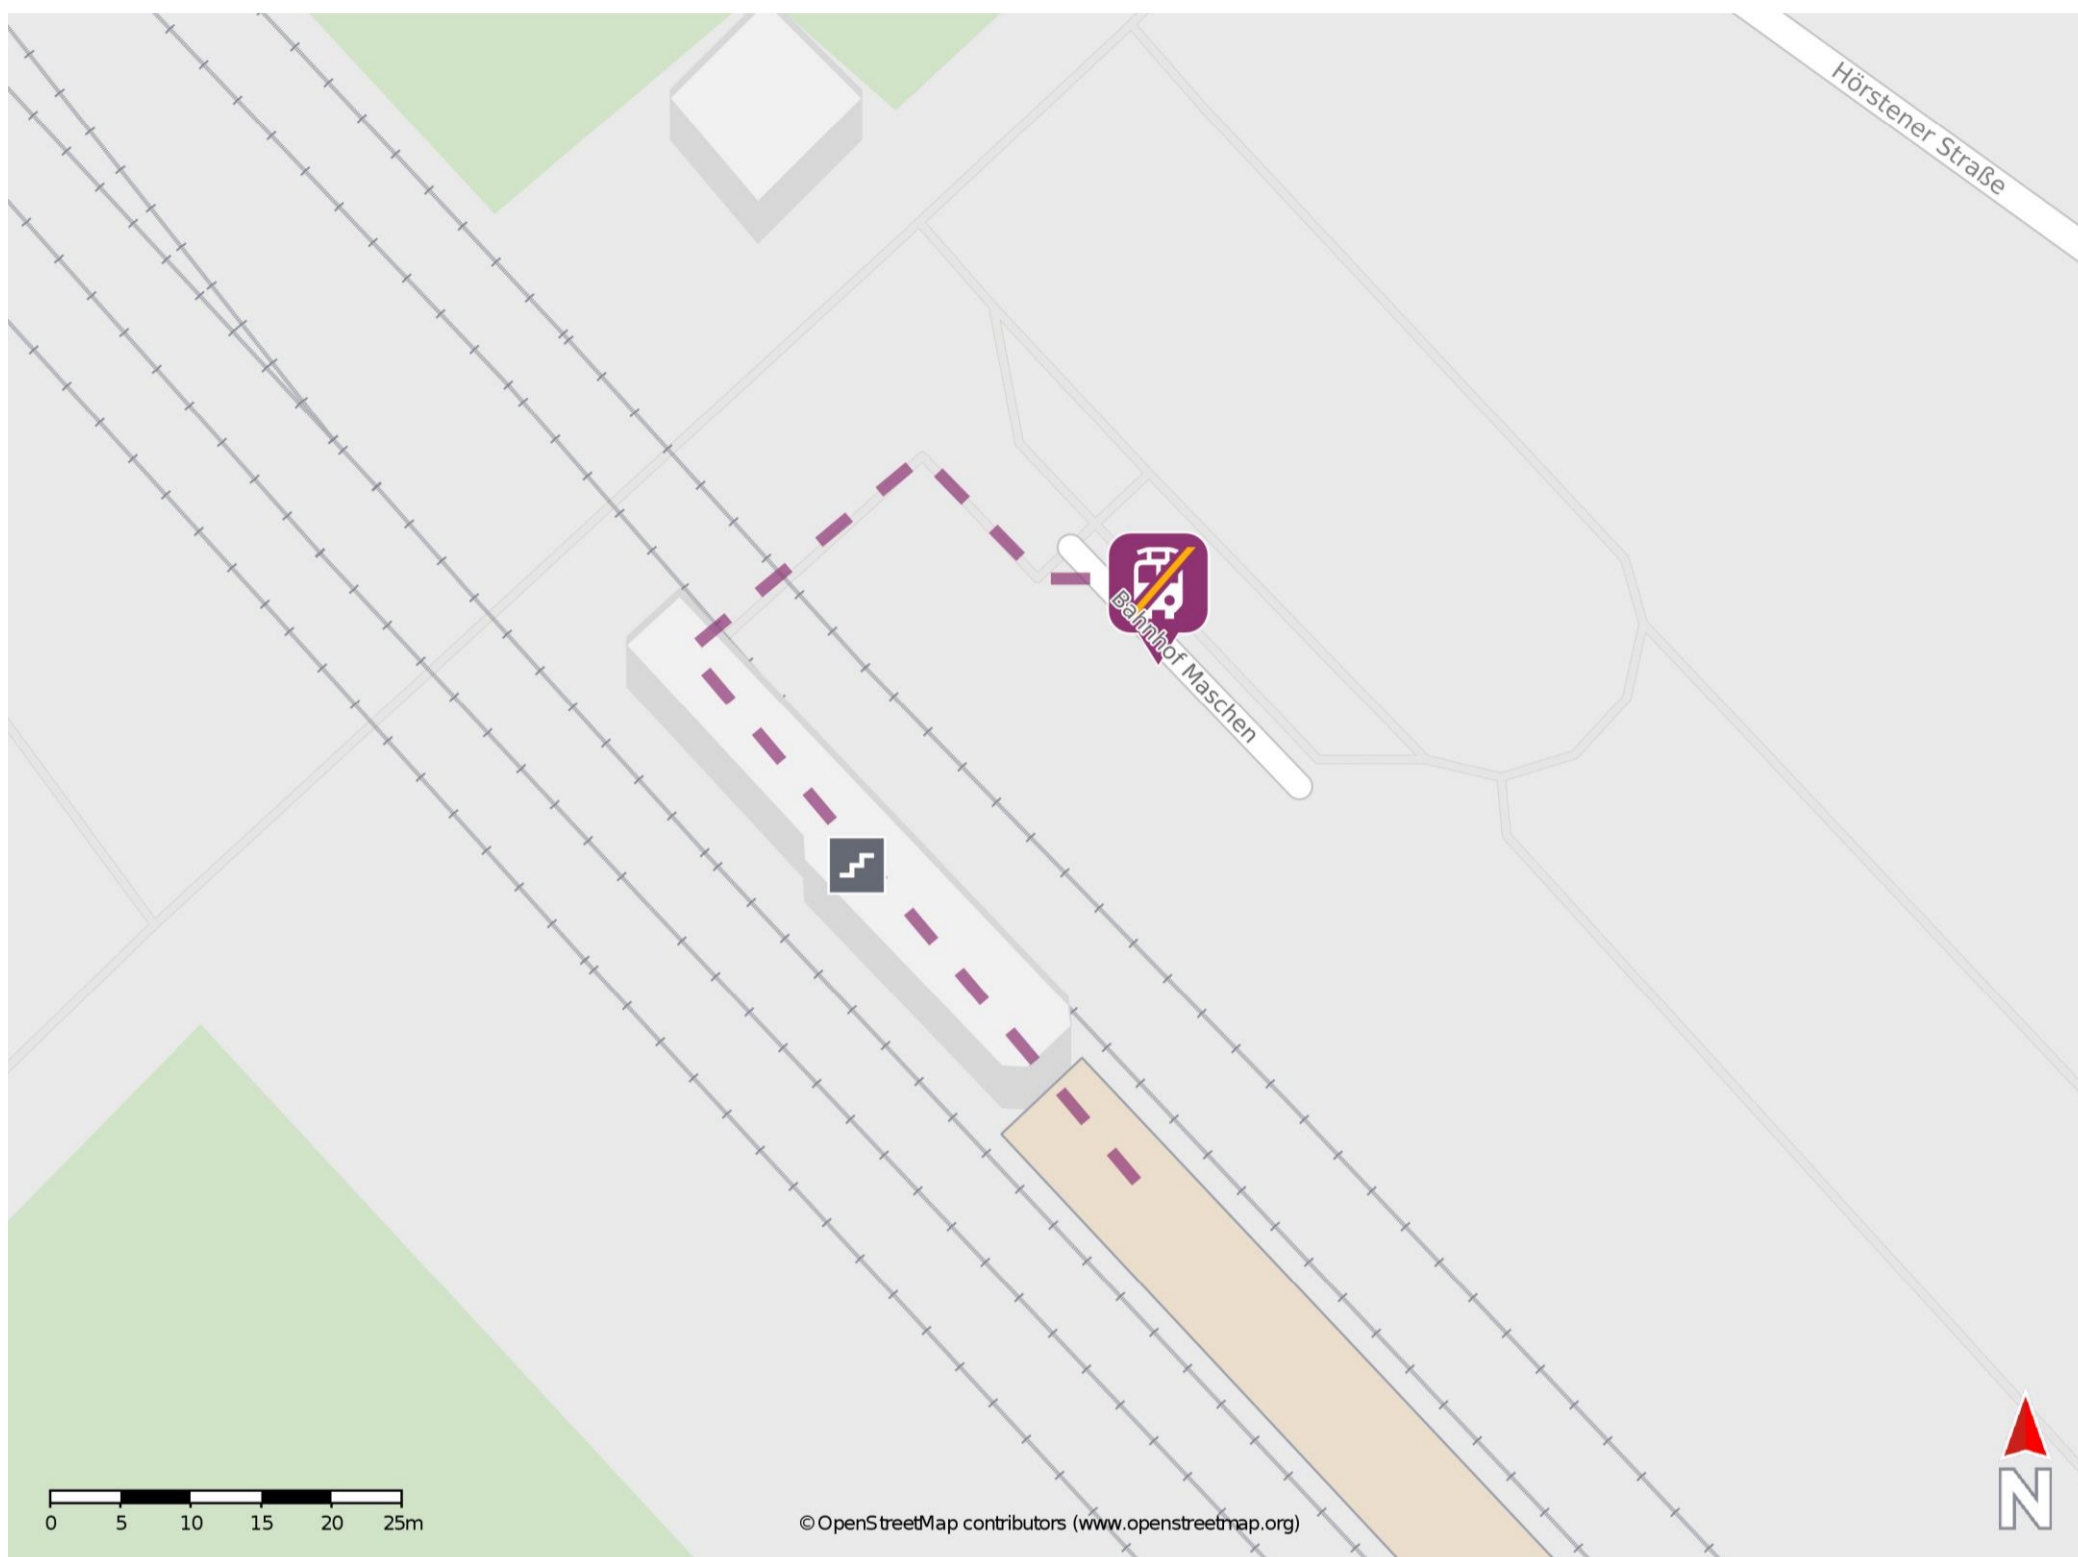 Hörstener Straße
Bahnhof Maschen
0 5 10 15 20 25m
© OpenStreetMap contributors (www.openstreetmap.org)
N